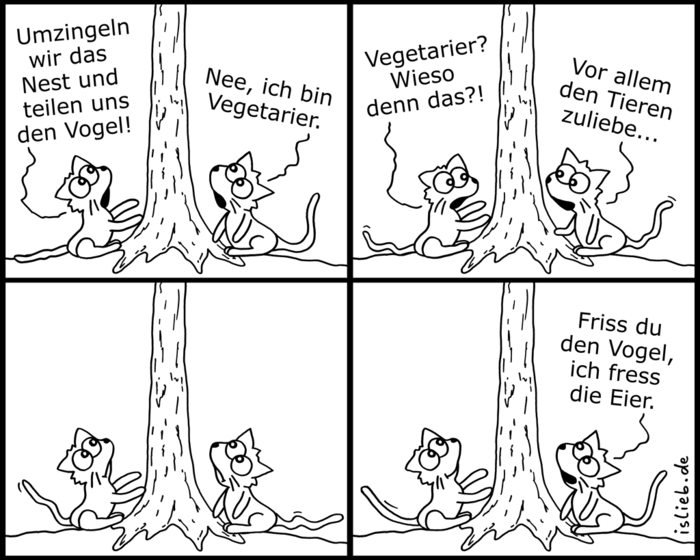 Umzingeln
wir das
Nest und
teilen uns
den Vogel!
Nee, ich bin
Vegetarier.
Vegetarier?
Wieso
denn das?!
Vor allem
den Tieren
zuliebe...
Friss du
den Vogel,
ich fress
die Eier.
islieb.de